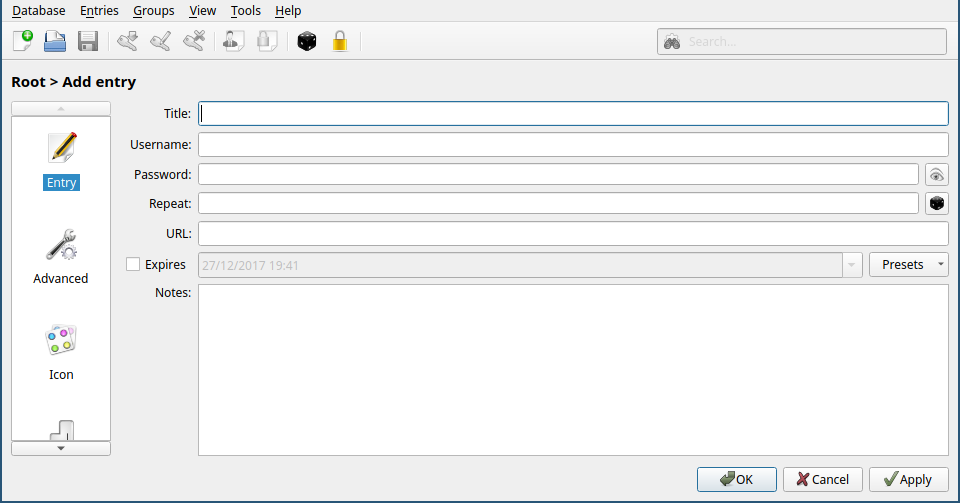 Database Entries Groups View Tools Help
Search...
Root > Add entry
Title:
Username:
Entry
Password:
Repeat:
URL:
Expires 27/12/2017 19:41 Presets
Advanced
Notes:
Icon
OK Cancel Apply